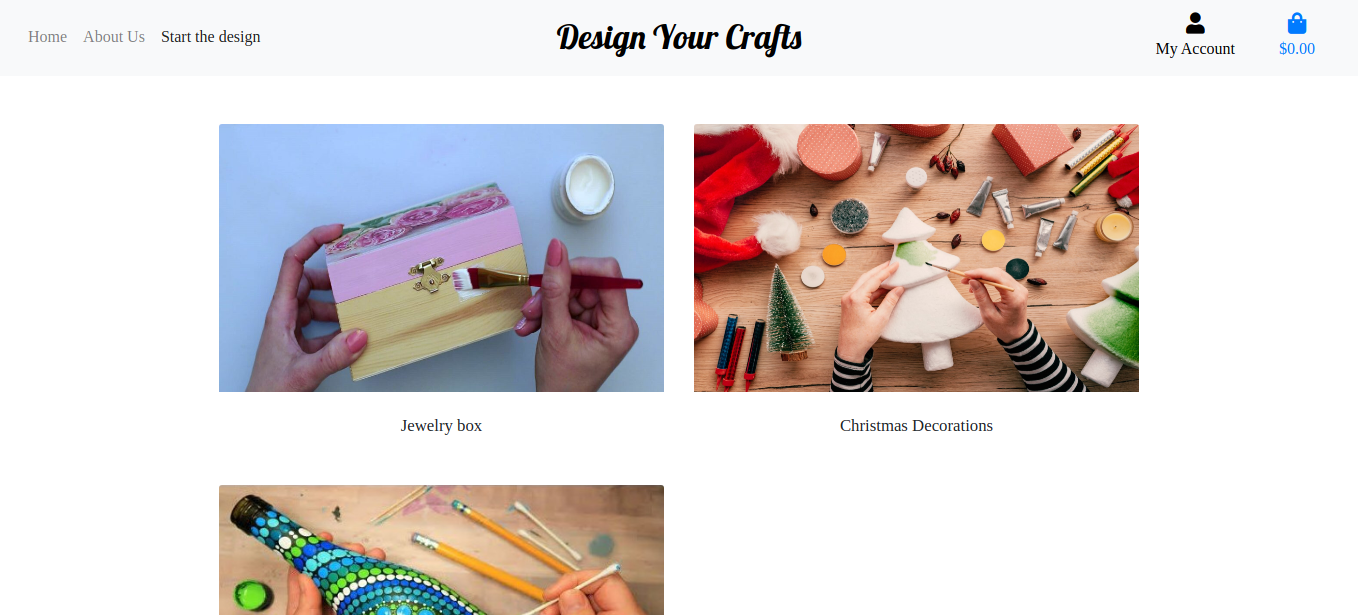 Home About Us Start the design
Design Your Crafts
My Account
$0.00
Jewelry box
Christmas Decorations